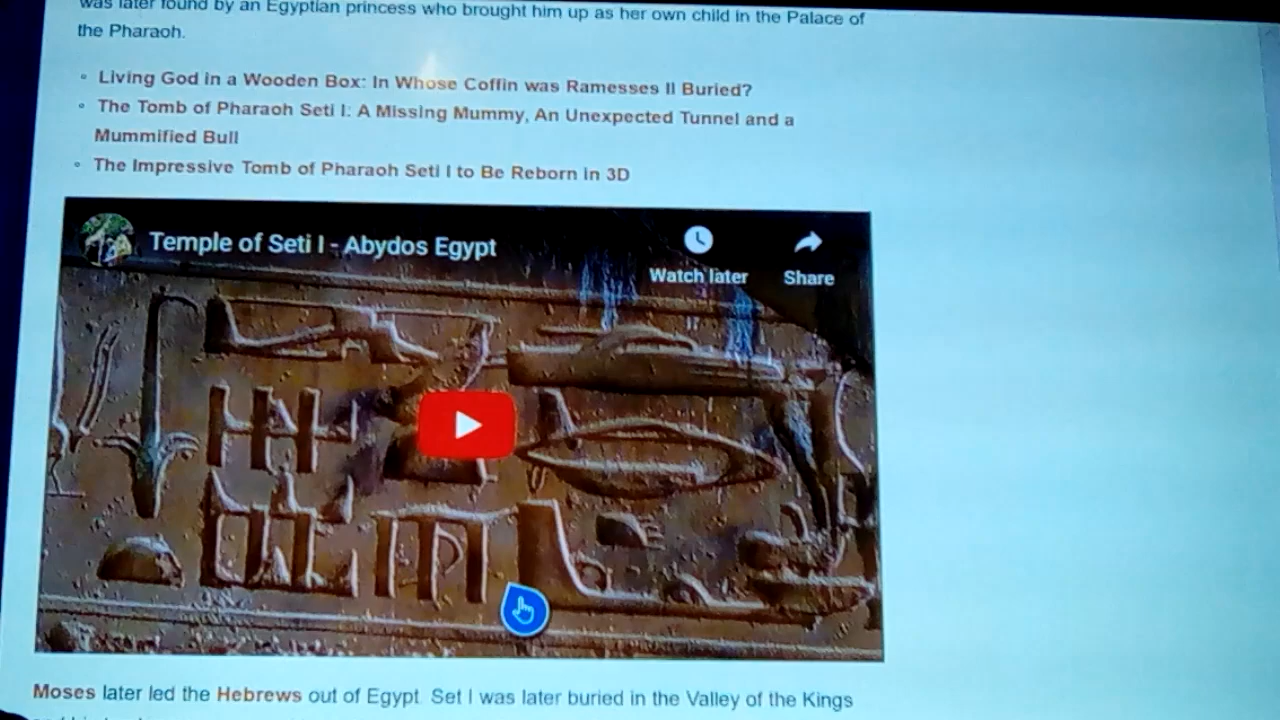 was later found by an Egyptian princess who brought him up as her own child in the Palace of
the Pharaoh.
◦ Living God in a Wooden Box: In Whose Coffin was Ramesses II Buried?
◦ The Tomb of Pharaoh Seti I: A Missing Mummy, An Unexpected Tunnel and a
Mummified Bull
◦ The Impressive Tomb of Pharaoh Seti I to Be Reborn in 3D
Temple of Seti I - Abydos Egypt
Watch later
Share
Moses later led the Hebrews out of Egypt. Set I was later buried in the Valley of the Kings